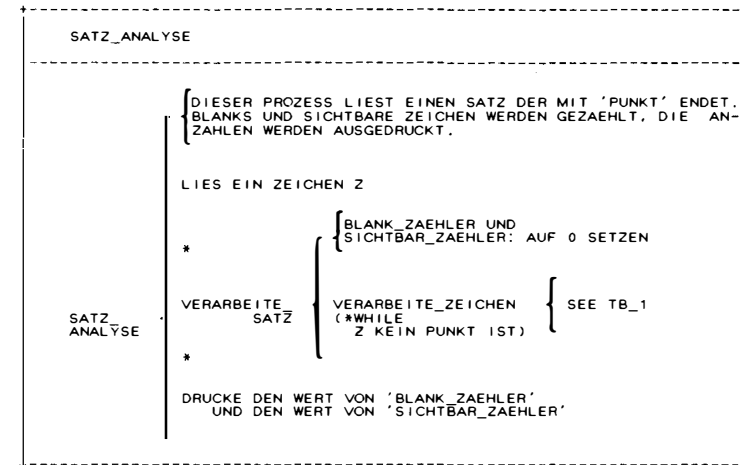 SATZ_ANALYSE
DIESER PROZESS LIEST EINEN SATZ DER MIT 'PUNKT' ENDET.
BLANKS UND SICHTBARE ZEICHEN WERDEN GEZAEHLT, DIE AN-
ZAHLEN WERDEN AUSGEDRUCKT.
LIES EIN ZEICHEN Z
BLANK_ZAEHLER UND
SICHTBAR_ZAEHLER: AUF 0 SETZEN
*
SATZ_
ANALYSE
VERARBEITE_
SATZ
VERARBEITE_ZEICHEN
(*WHILE
Z KEIN PUNKT IST)
SEE TB_1
*
DRUCKE DEN WERT VON 'BLANK_ZAEHLER'
UND DEN WERT VON 'SICHTBAR_ZAEHLER'